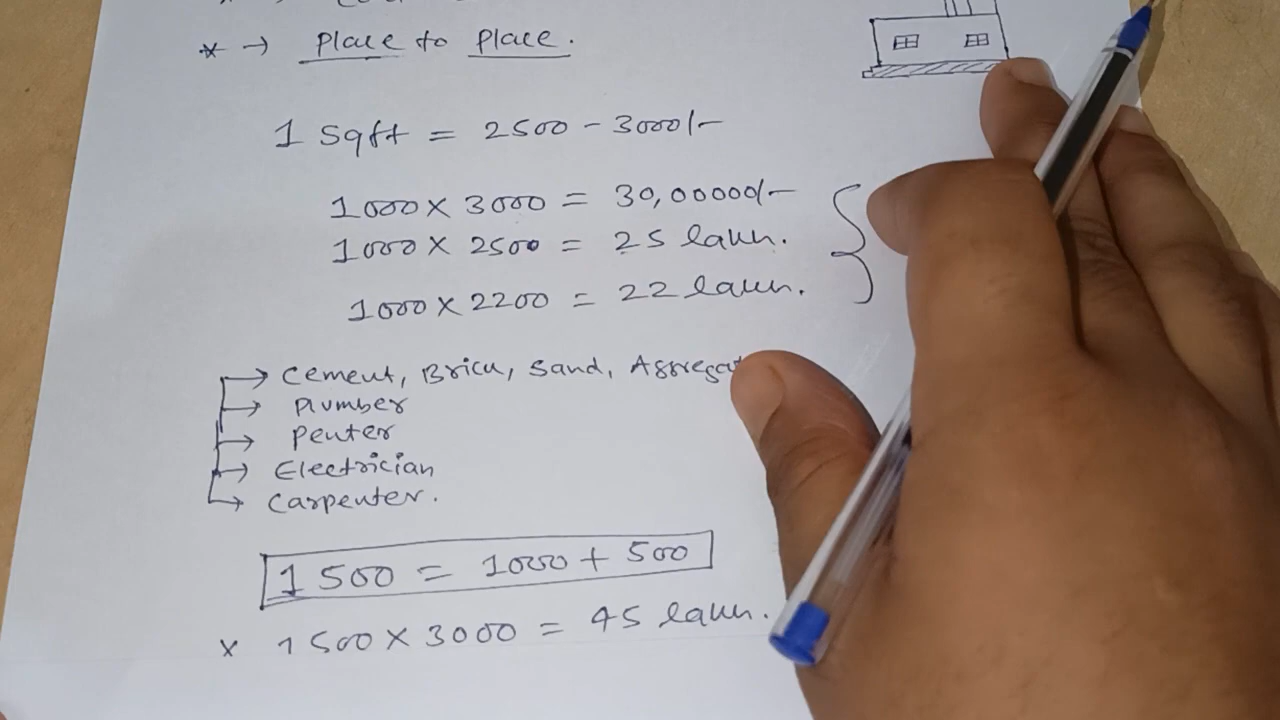 * → Place to Place.
1 Sqft = 2500 - 3000/-
1000 × 3000 = 30,00000/-
1000 × 2500 = 25 lakh.
1000 × 2200 = 22 lakh.
→ Cement, Brick, Sand, Aggregat
→ Plumber
→ Penter
→ Electrician
→ Carpenter.
1500 = 1000 + 500
× 1500 × 3000 = 45 lakh.